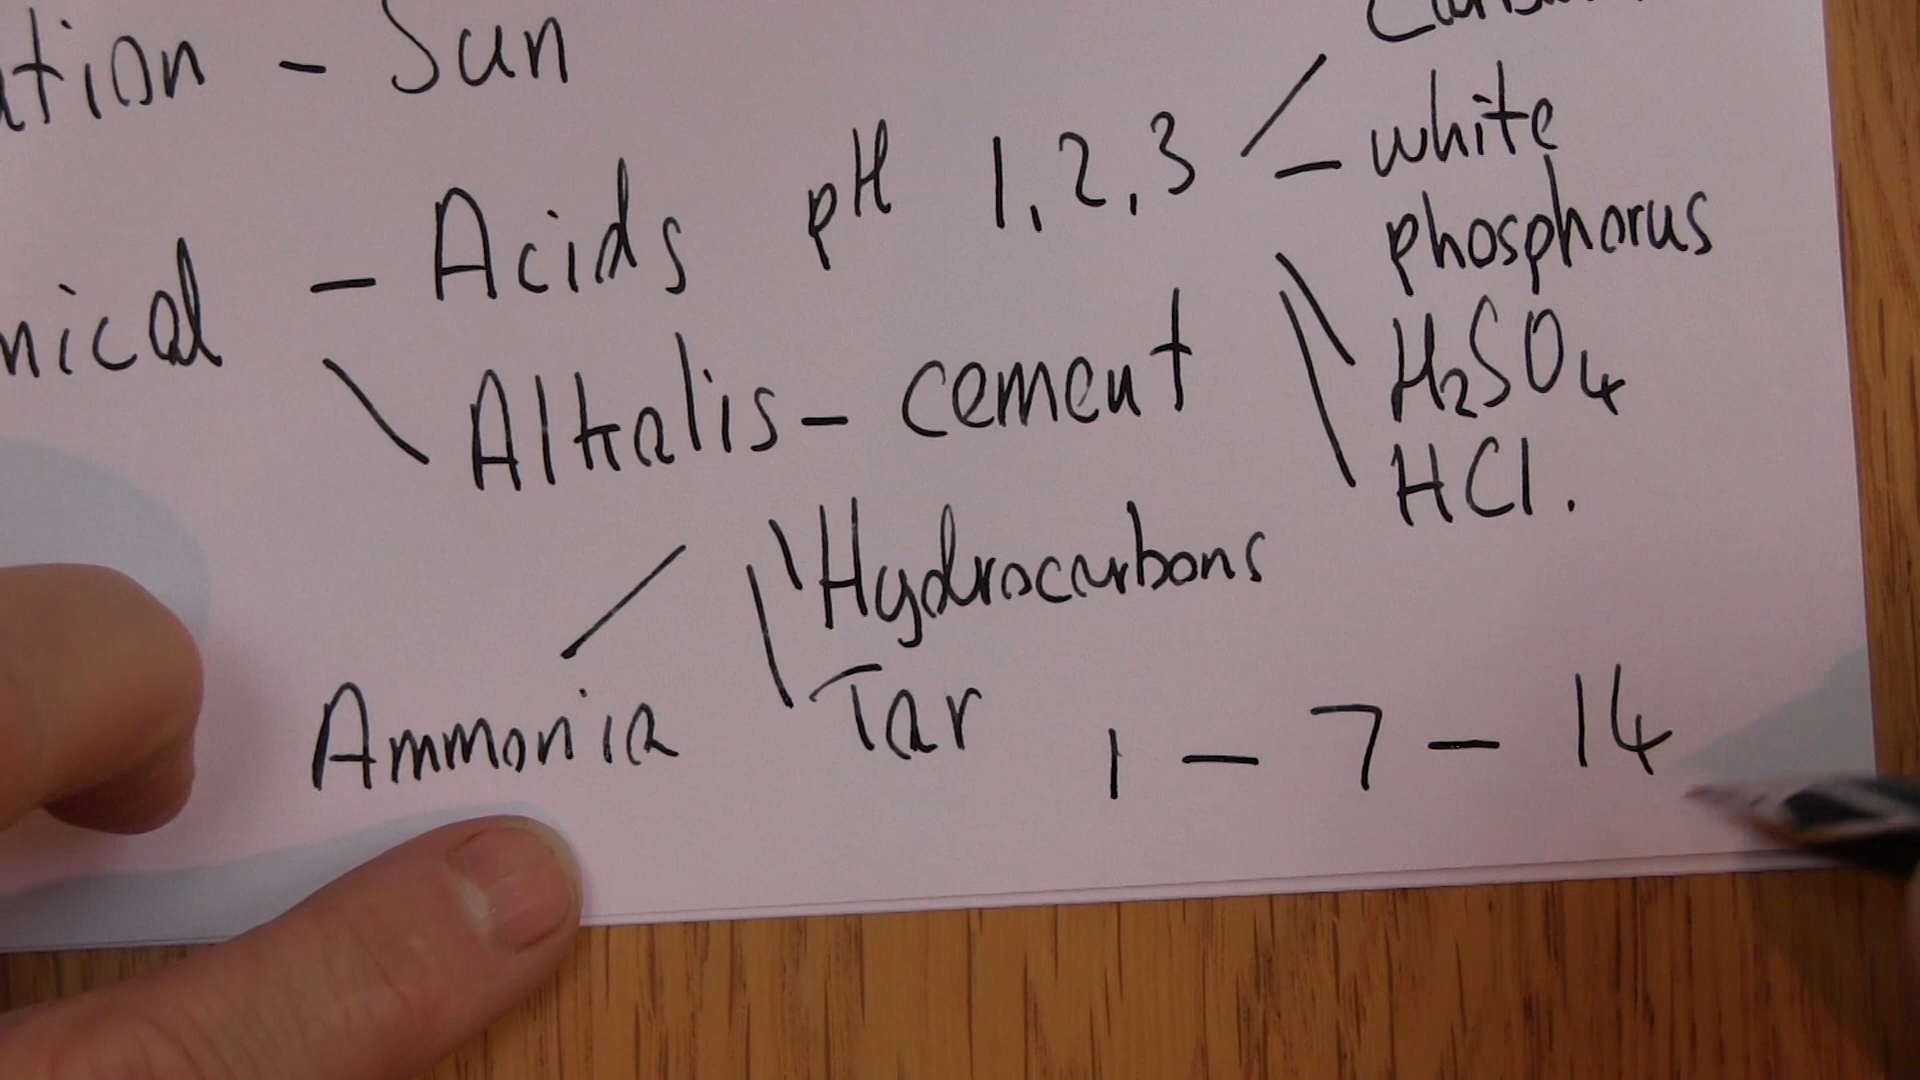 ation - Sun
nical - Acids pH 1, 2, 3 - white
phosphorus
H₂SO₄
HCl.
Alkalis - cement
Hydrocarbons
Ammonia Tar 1 - 7 - 14